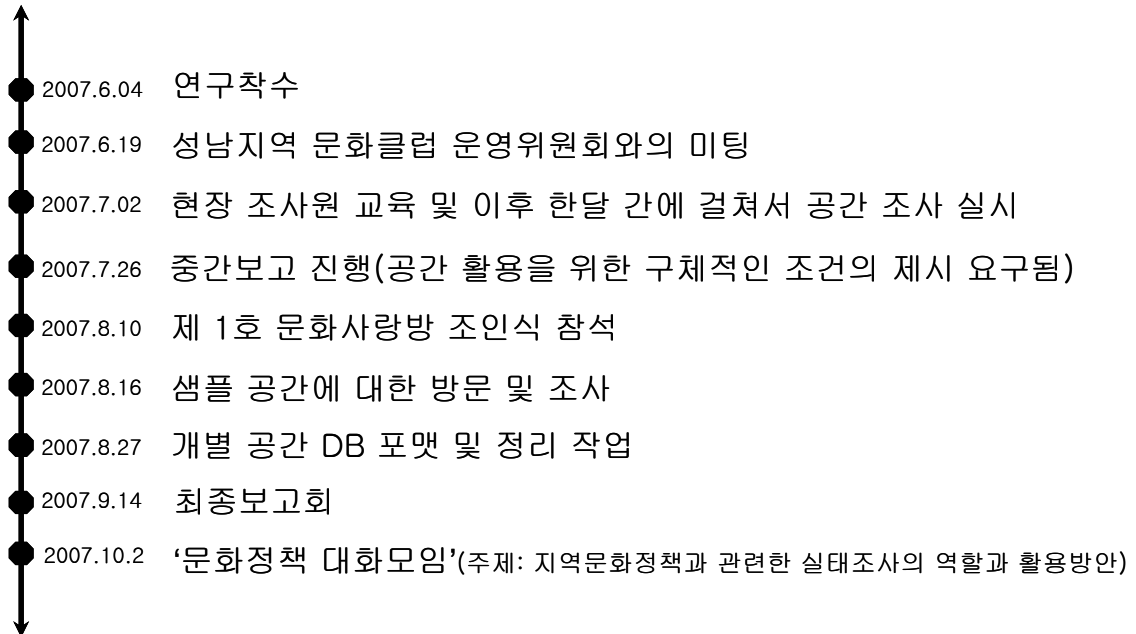 2007.6.04 연구착수
2007.6.19 성남지역 문화클럽 운영위원회와의 미팅
2007.7.02 현장 조사원 교육 및 이후 한달 간에 걸쳐서 공간 조사 실시
2007.7.26 중간보고 진행(공간 활용을 위한 구체적인 조건의 제시 요구됨)
2007.8.10 제 1호 문화사랑방 조인식 참석
2007.8.16 샘플 공간에 대한 방문 및 조사
2007.8.27 개별 공간 DB 포맷 및 정리 작업
2007.9.14 최종보고회
2007.10.2 ‘문화정책 대화모임’(주제: 지역문화정책과 관련한 실태조사의 역할과 활용방안)